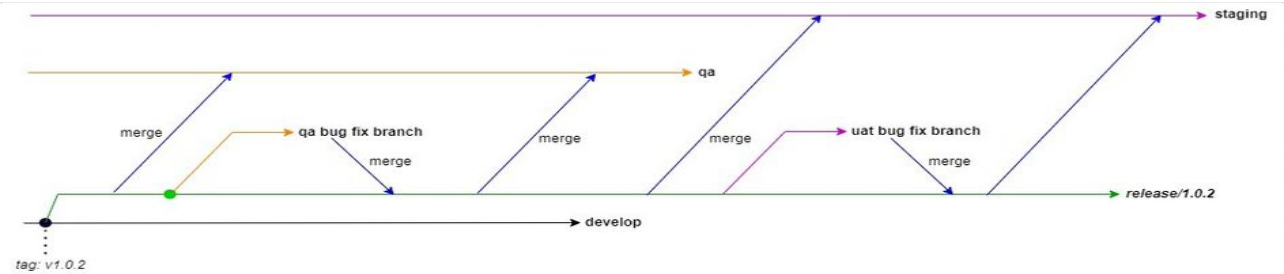 staging
qa
merge
qa bug fix branch
merge
merge
merge
uat bug fix branch
merge
release/1.0.2
develop
tag: v1.0.2